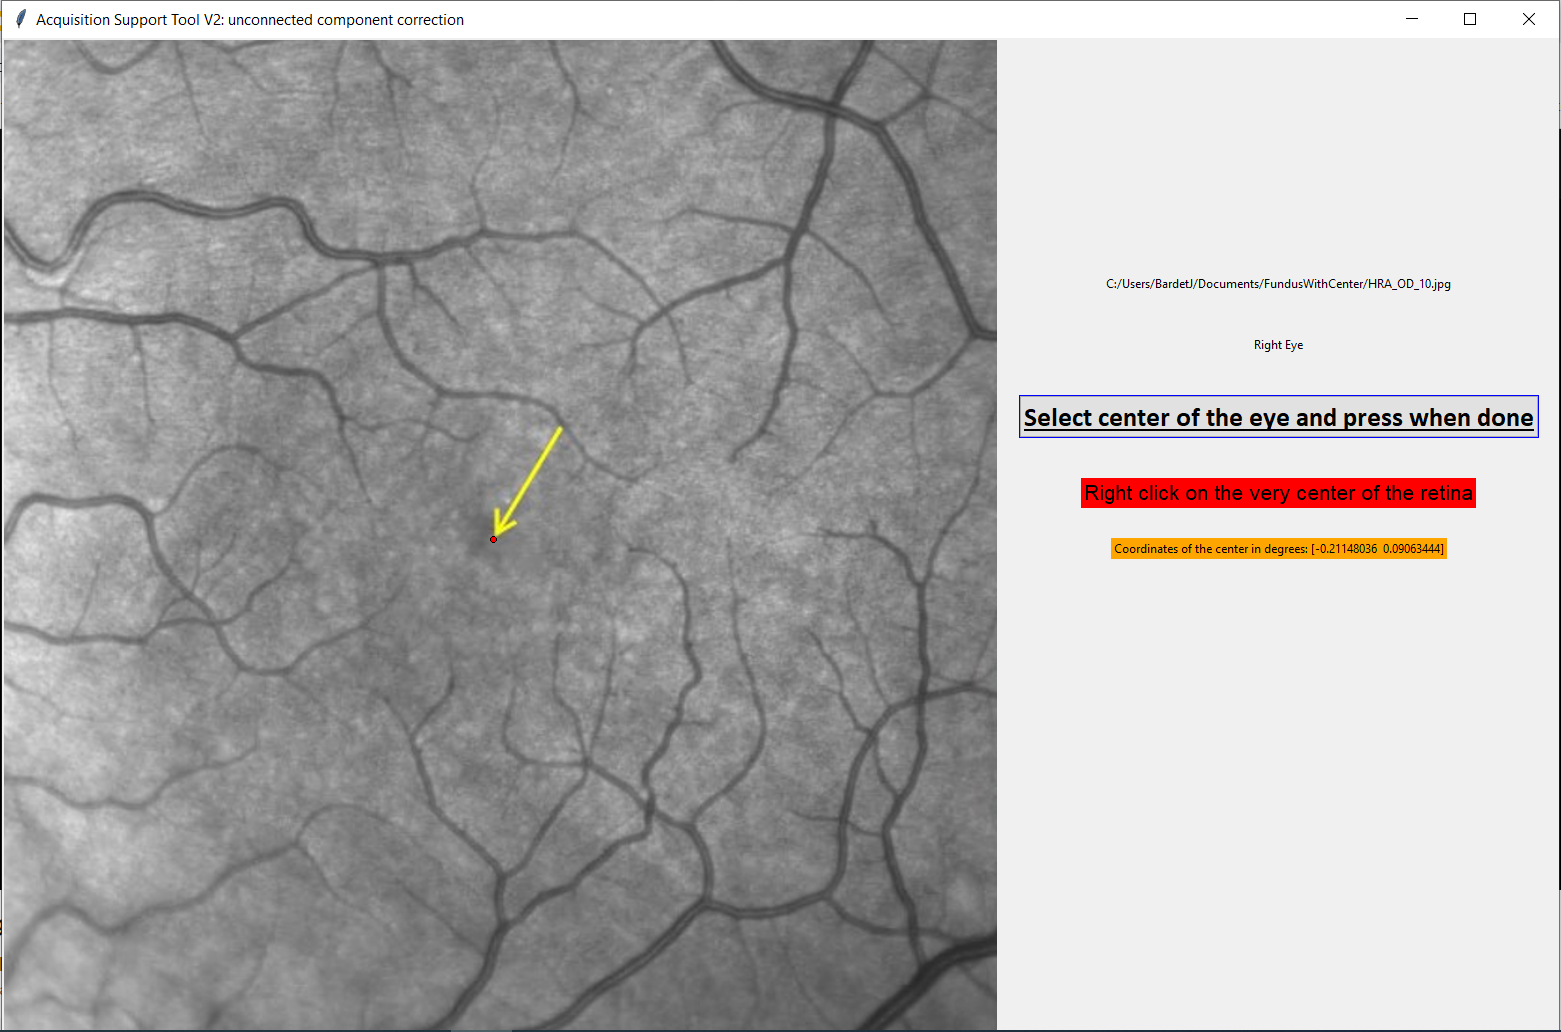 Acquisition Support Tool V2: unconnected component correction
C:/Users/BardetJ/Documents/FundusWithCenter/HRA_OD_10.jpg
Right Eye
Select center of the eye and press when done
Right click on the very center of the retina
Coordinates of the center in degrees: [-0.21148036  0.09063444]